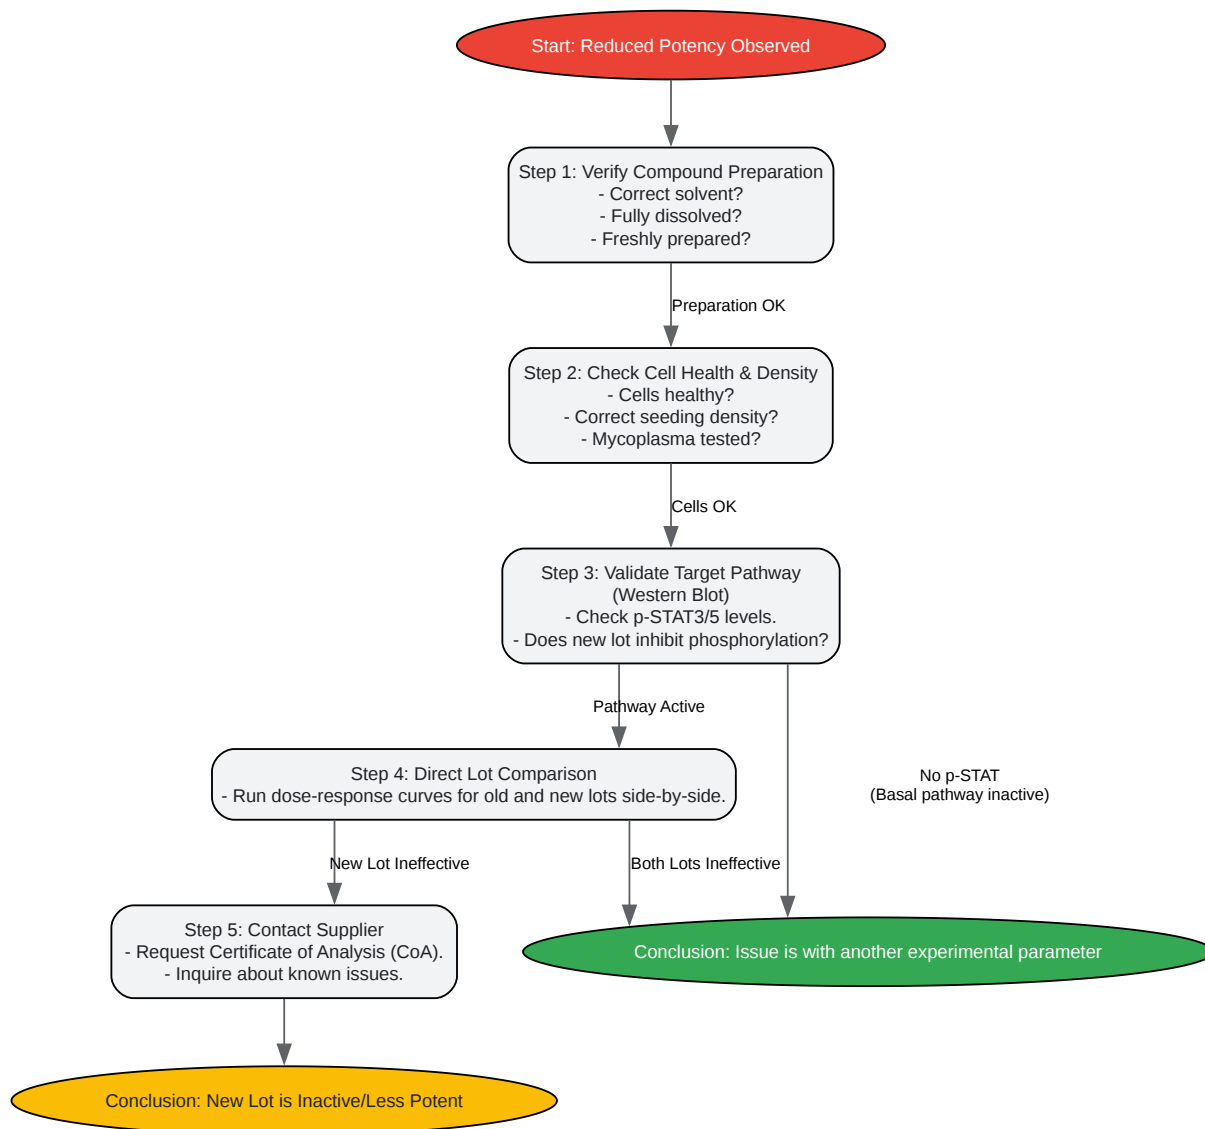 Start: Reduced Potency Observed
Step 1: Verify Compound Preparation
- Correct solvent?
- Fully dissolved?
- Freshly prepared?
Preparation OK
Step 2: Check Cell Health & Density
- Cells healthy?
- Correct seeding density?
- Mycoplasma tested?
Cells OK
Step 3: Validate Target Pathway
(Western Blot)
- Check p-STAT3/5 levels.
- Does new lot inhibit phosphorylation?
Pathway Active
Step 4: Direct Lot Comparison
- Run dose-response curves for old and new lots side-by-side.
No p-STAT
(Basal pathway inactive)
New Lot Ineffective
Both Lots Ineffective
Step 5: Contact Supplier
- Request Certificate of Analysis (CoA).
- Inquire about known issues.
Conclusion: Issue is with another experimental parameter
Conclusion: New Lot is Inactive/Less Potent